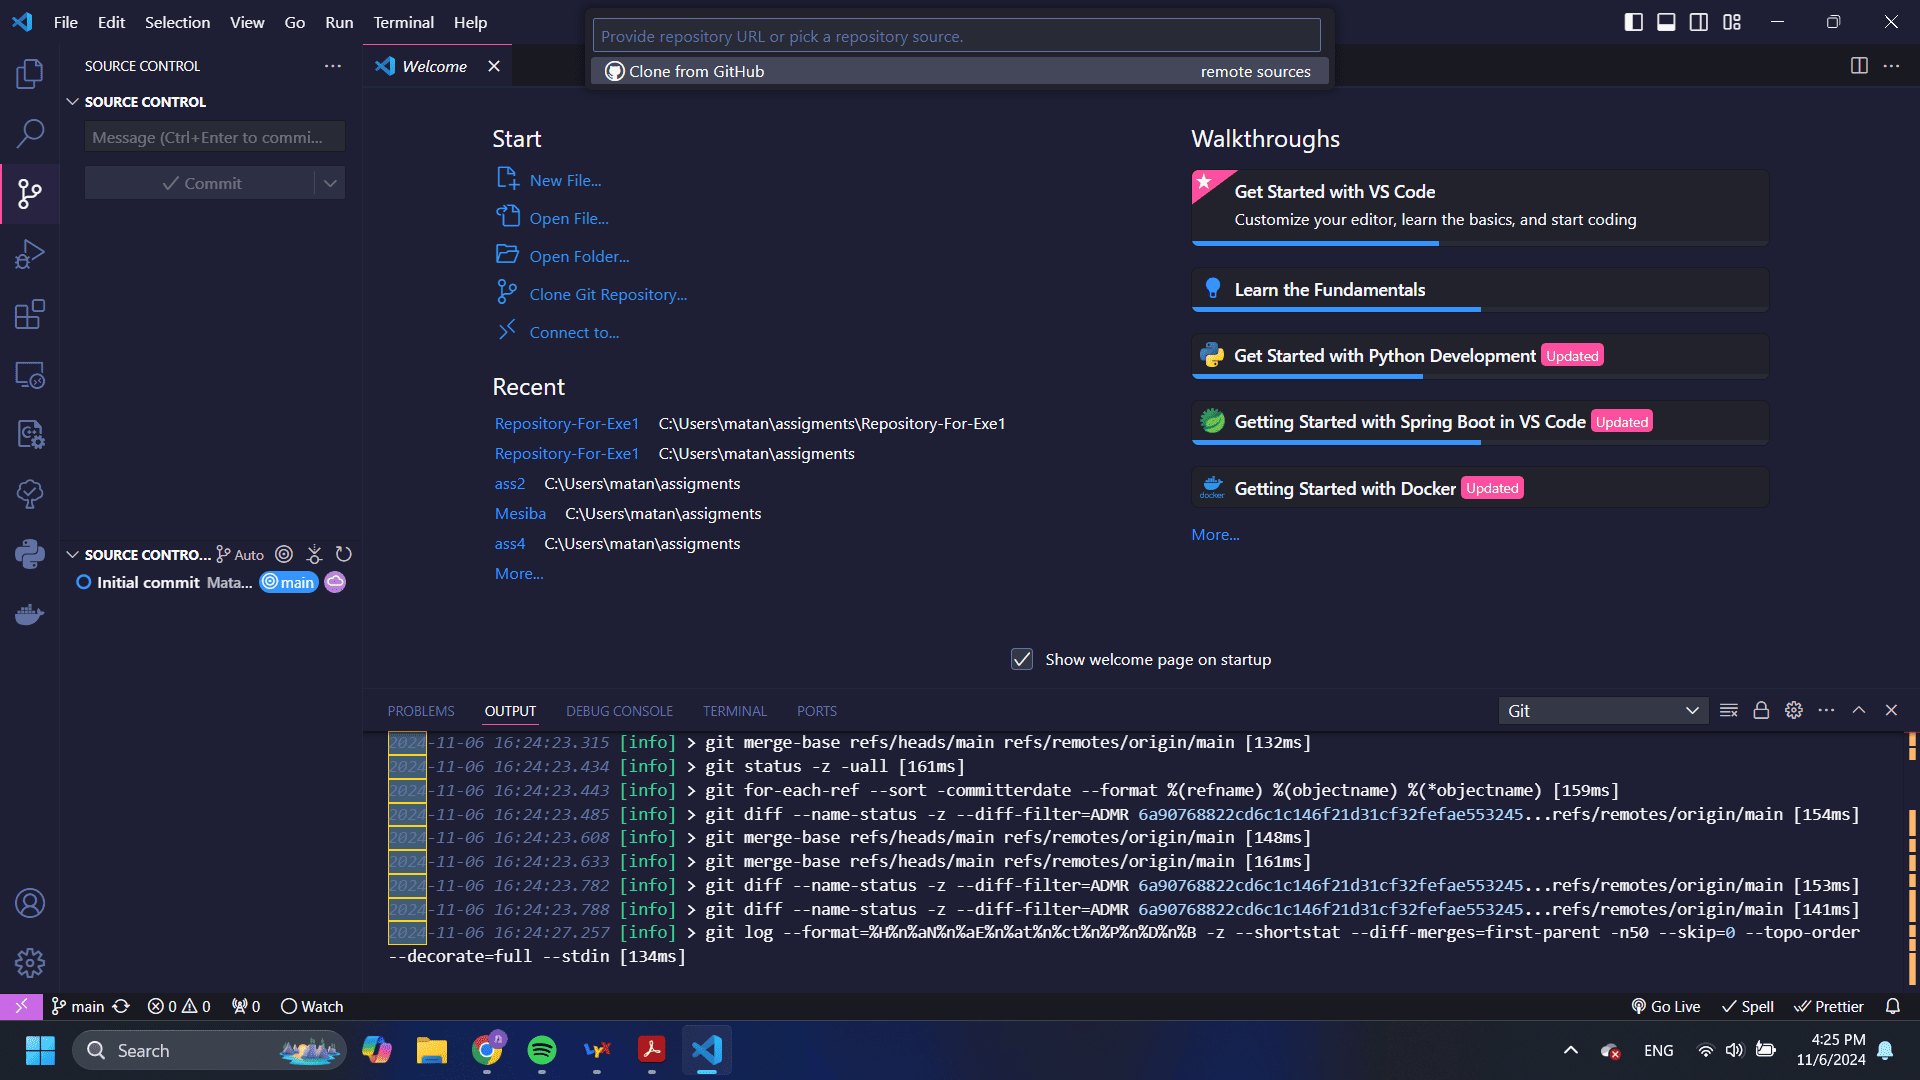 File Edit Selection View Go Run Terminal Help
Provide repository URL or pick a repository source.
Clone from GitHub remote sources
SOURCE CONTROL
Welcome
SOURCE CONTROL
Message (Ctrl+Enter to commi...
Commit
Start
New File...
Open File...
Open Folder...
Clone Git Repository...
Connect to...
Recent
Repository-For-Exe1 C:\Users\matan\assigments\Repository-For-Exe1
Repository-For-Exe1 C:\Users\matan\assigments
ass2 C:\Users\matan\assigments
Mesiba C:\Users\matan\assigments
ass4 C:\Users\matan\assigments
More...
Walkthroughs
Get Started with VS Code
Customize your editor, learn the basics, and start coding
Learn the Fundamentals
Get Started with Python Development Updated
Getting Started with Spring Boot in VS Code Updated
docker
Getting Started with Docker Updated
More...
SOURCE CONTRO... Auto
Initial commit Mata... main
Show welcome page on startup
PROBLEMS OUTPUT DEBUG CONSOLE TERMINAL PORTS
Git
2024-11-06 16:24:23.315 [info] > git merge-base refs/heads/main refs/remotes/origin/main [132ms]
2024-11-06 16:24:23.434 [info] > git status -z -uall [161ms]
2024-11-06 16:24:23.443 [info] > git for-each-ref --sort -committerdate --format %(refname) %(objectname) %(*objectname) [159ms]
2024-11-06 16:24:23.485 [info] > git diff --name-status -z --diff-filter=ADMR 6a90768822cd6c1c146f21d31cf32fefae553245...refs/remotes/origin/main [154ms]
2024-11-06 16:24:23.608 [info] > git merge-base refs/heads/main refs/remotes/origin/main [148ms]
2024-11-06 16:24:23.633 [info] > git merge-base refs/heads/main refs/remotes/origin/main [161ms]
2024-11-06 16:24:23.782 [info] > git diff --name-status -z --diff-filter=ADMR 6a90768822cd6c1c146f21d31cf32fefae553245...refs/remotes/origin/main [153ms]
2024-11-06 16:24:23.788 [info] > git diff --name-status -z --diff-filter=ADMR 6a90768822cd6c1c146f21d31cf32fefae553245...refs/remotes/origin/main [141ms]
2024-11-06 16:24:27.257 [info] > git log --format=%H%n%aN%n%aE%n%at%n%ct%n%P%n%D%n%B -z --shortstat --diff-merges=first-parent -n50 --skip=0 --topo-order
--decorate=full --stdin [134ms]
main 0 0 0 Watch
Go Live Spell Prettier
Search
n
ENG
4:25 PM
11/6/2024